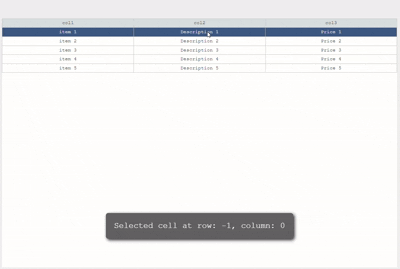 col1 col2 col3
item 1 Description 1 Price 1
item 2 Description 2 Price 2
item 3 Description 3 Price 3
item 4 Description 4 Price 4
item 5 Description 5 Price 5
Selected cell at row: -1, column: 0